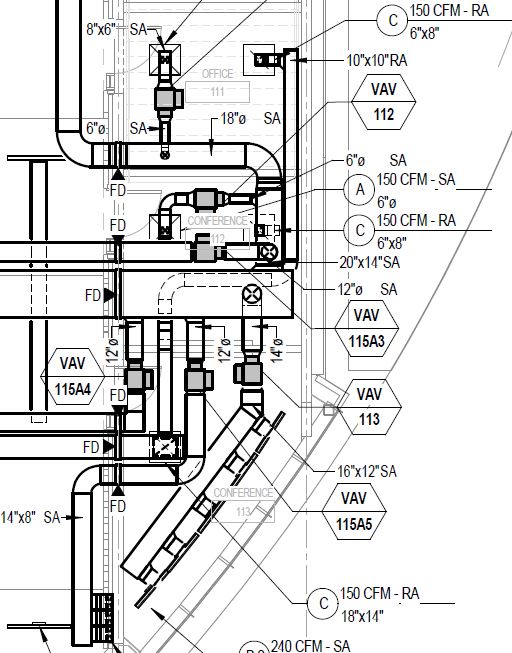 C 150 CFM - RA
6"x8"
8"x6" SA
10"x10"RA
OFFICE
111
VAV
112
6"ø SA
18"ø SA
6"ø SA
FD
A 150 CFM - SA
6"ø
FD
CONFERENCE
112
C 150 CFM - RA
6"x8"
20"x14"SA
12"ø SA
FD
VAV
115A3
12"ø
12"ø
14"ø
VAV
115A4
VAV
113
FD
FD
16"x12"SA
CONFERENCE
113
VAV
115A5
FD
14"x8" SA
C 150 CFM - RA
18"x14"
240 CFM - SA